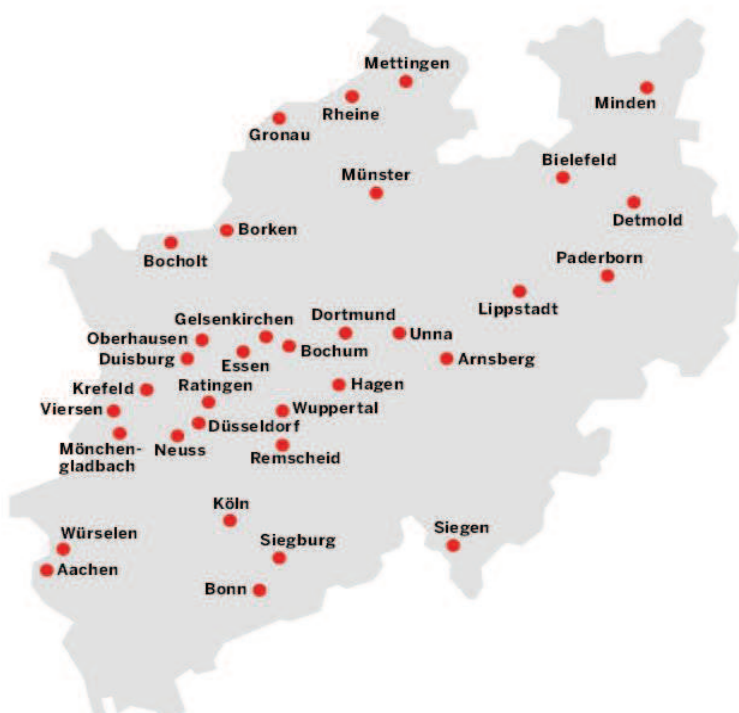 Mettingen
Minden
Rheine
Gronau
Bielefeld
Münster
Detmold
Borken
Bocholt
Paderborn
Lippstadt
Dortmund
Gelsenkirchen
Unna
Oberhausen
Bochum
Duisburg
Essen
Arnsberg
Hagen
Ratingen
Krefeld
Viersen
Wuppertal
Düsseldorf
Mönchen-
gladbach
Neuss
Remscheid
Köln
Siegen
Würselen
Siegburg
Aachen
Bonn